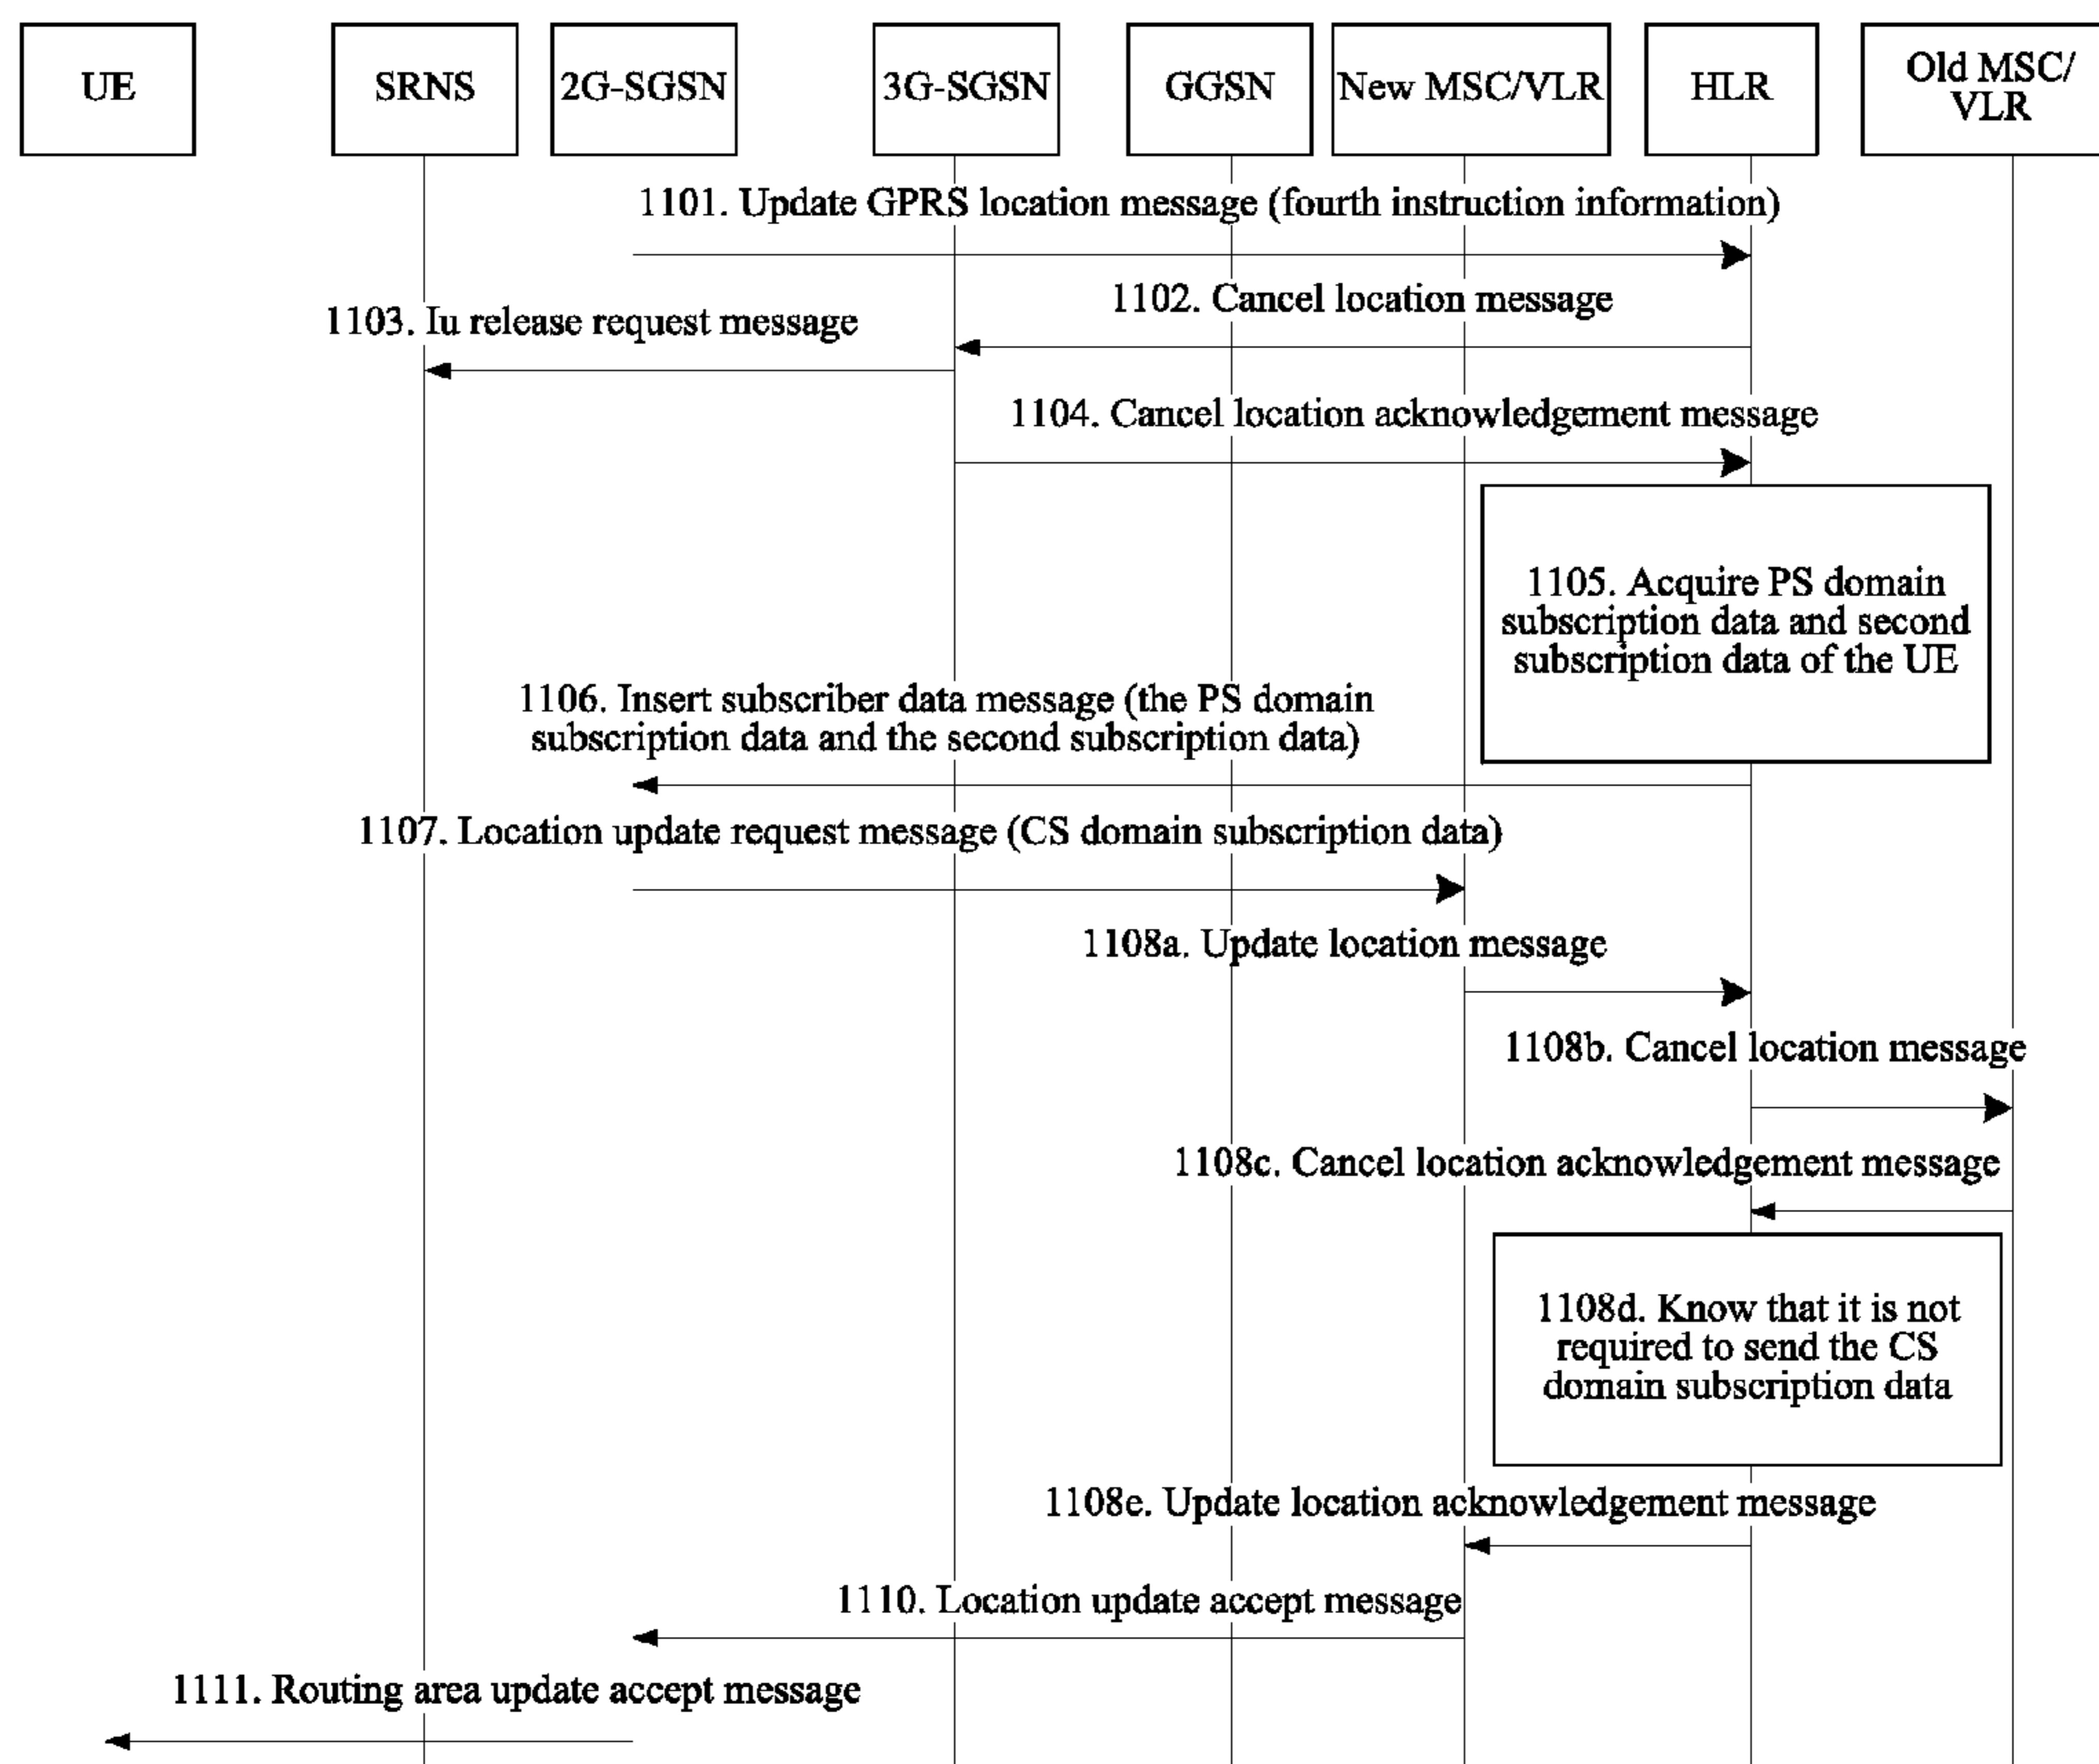 UE
SRNS
2G-SGSN
3G-SGSN
GGSN
New MSC/VLR
HLR
Old MSC/
VLR
1101. Update GPRS location message (fourth instruction information)
1102. Cancel location message
1103. Iu release request message
1104. Cancel location acknowledgement message
1105. Acquire PS domain
subscription data and second
subscription data of the UE
1106. Insert subscriber data message (the PS domain
subscription data and the second subscription data)
1107. Location update request message (CS domain subscription data)
1108a. Update location message
1108b. Cancel location message
1108c. Cancel location acknowledgement message
1108d. Know that it is not
required to send the CS
domain subscription data
1108e. Update location acknowledgement message
1110. Location update accept message
1111. Routing area update accept message